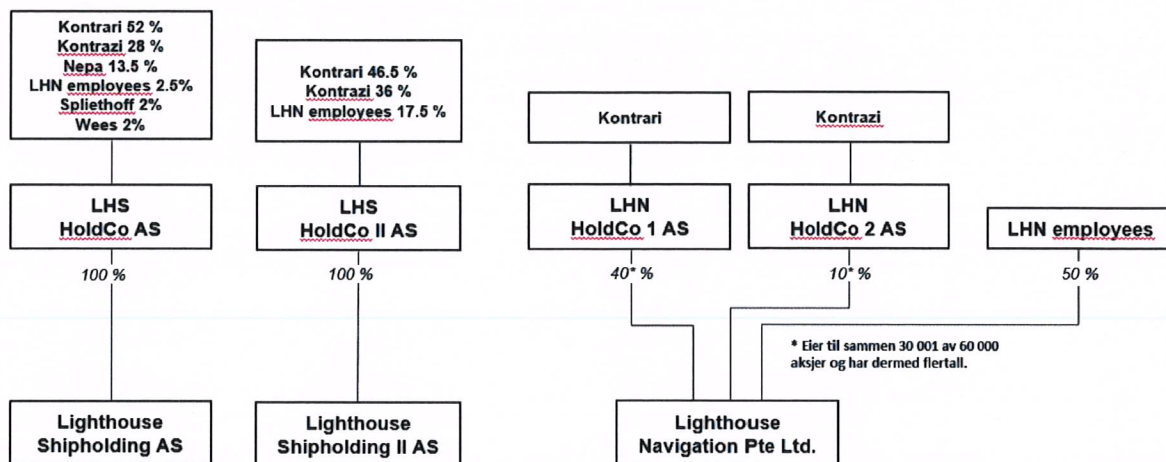 Kontrari 52 %
Kontrazi 28 %
Nepa 13.5 %
LHN employees 2.5%
Spliethoff 2%
Wees 2%
Kontrari 46.5 %
Kontrazi 36 %
LHN employees 17.5 %
Kontrari
Kontrazi
LHS
HoldCo AS
LHS
HoldCo II AS
LHN
HoldCo 1 AS
LHN
HoldCo 2 AS
LHN employees
100 %
100 %
40* %
10* %
50 %
* Eier til sammen 30 001 av 60 000
aksjer og har dermed flertall.
Lighthouse
Shipholding AS
Lighthouse
Shipholding II AS
Lighthouse
Navigation Pte Ltd.